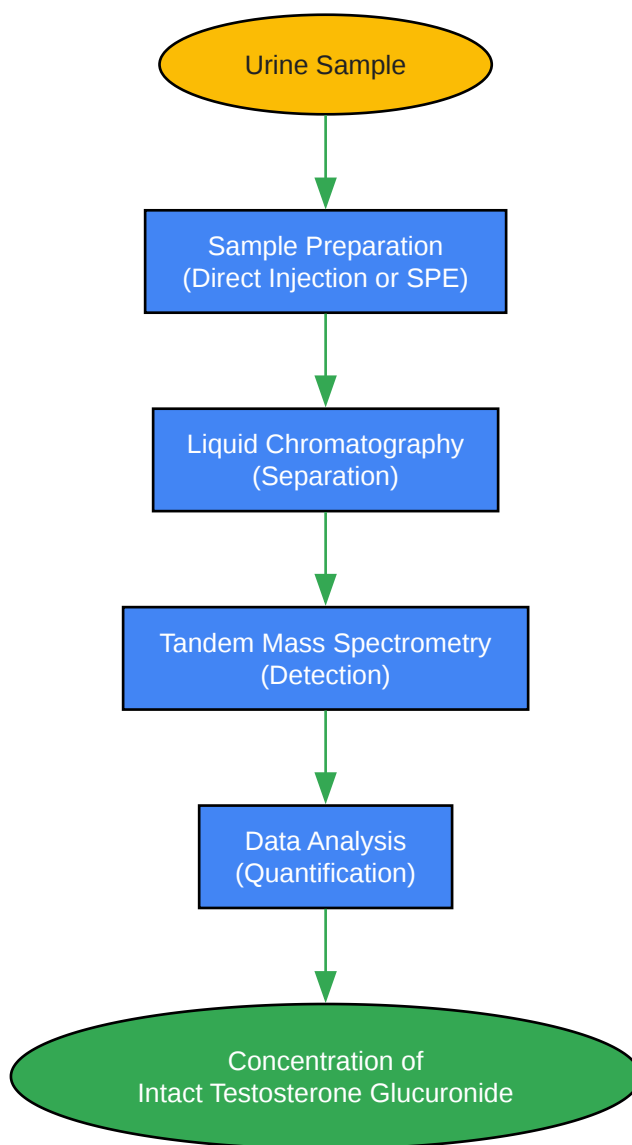 Urine Sample
Sample Preparation
(Direct Injection or SPE)
Liquid Chromatography
(Separation)
Tandem Mass Spectrometry
(Detection)
Data Analysis
(Quantification)
Concentration of
Intact Testosterone Glucuronide